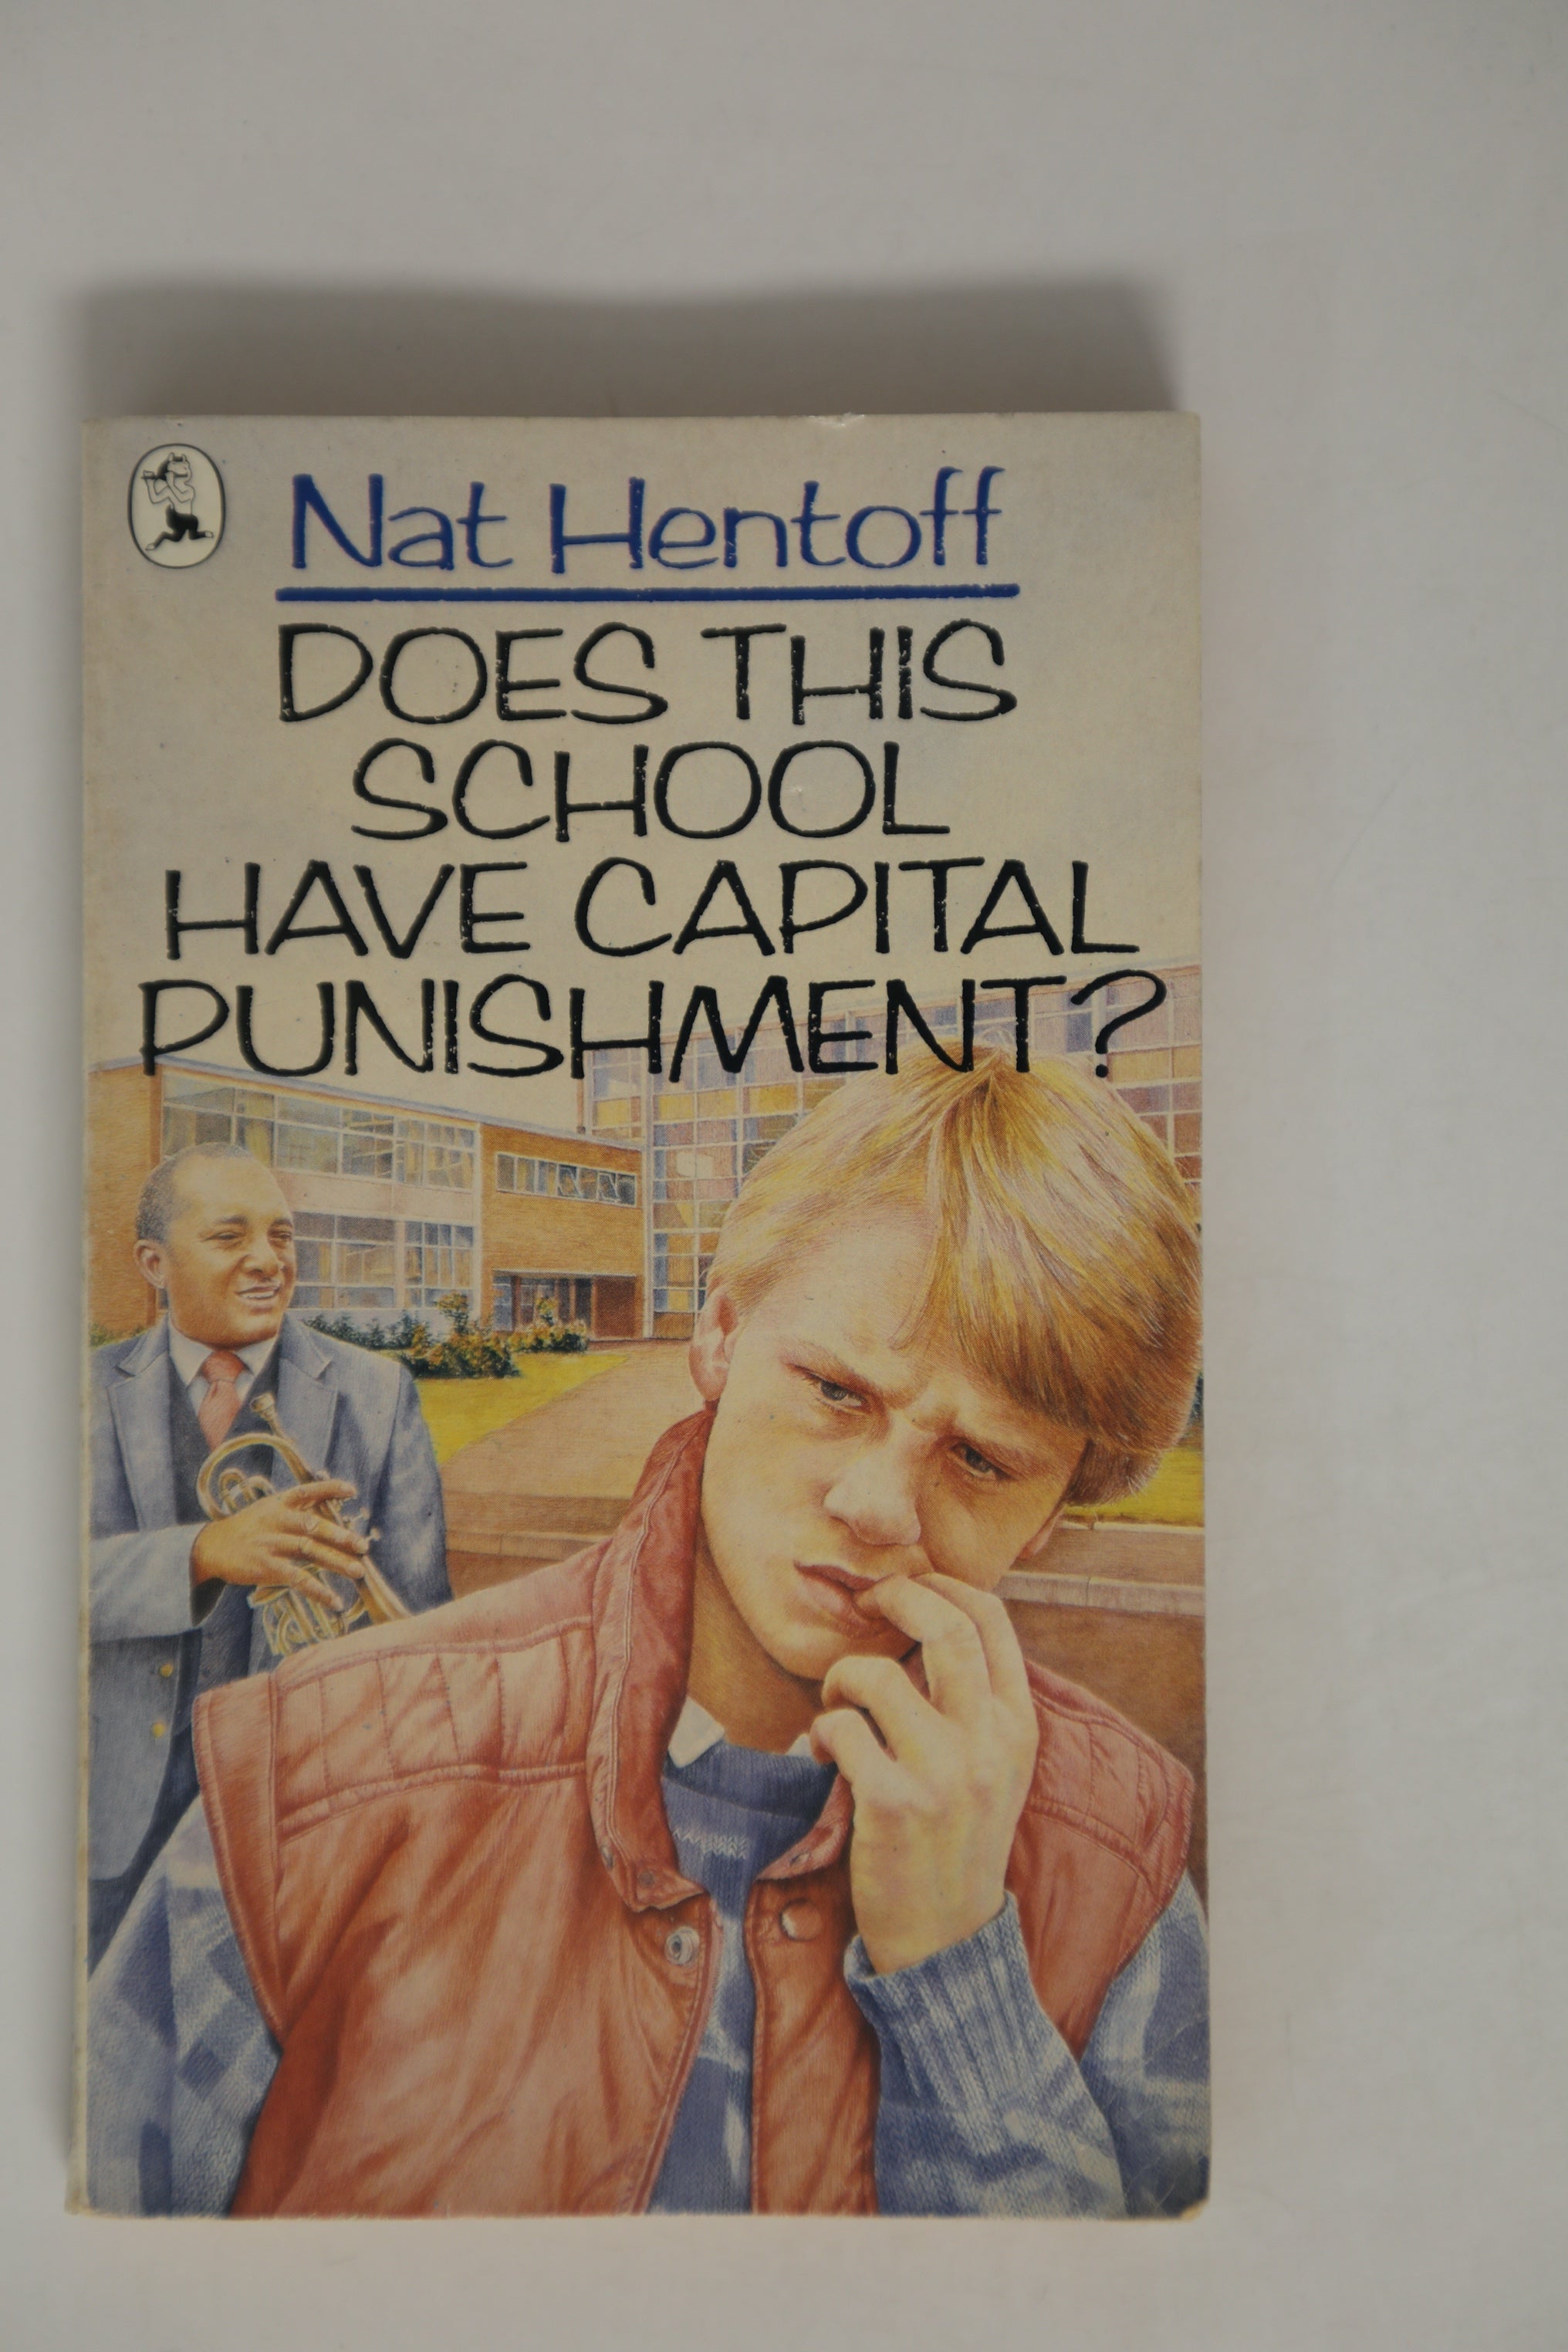 Nat Hentoff
DOES THIS
SCHOOL
HAVE CAPITAL
PUNISHMENT?